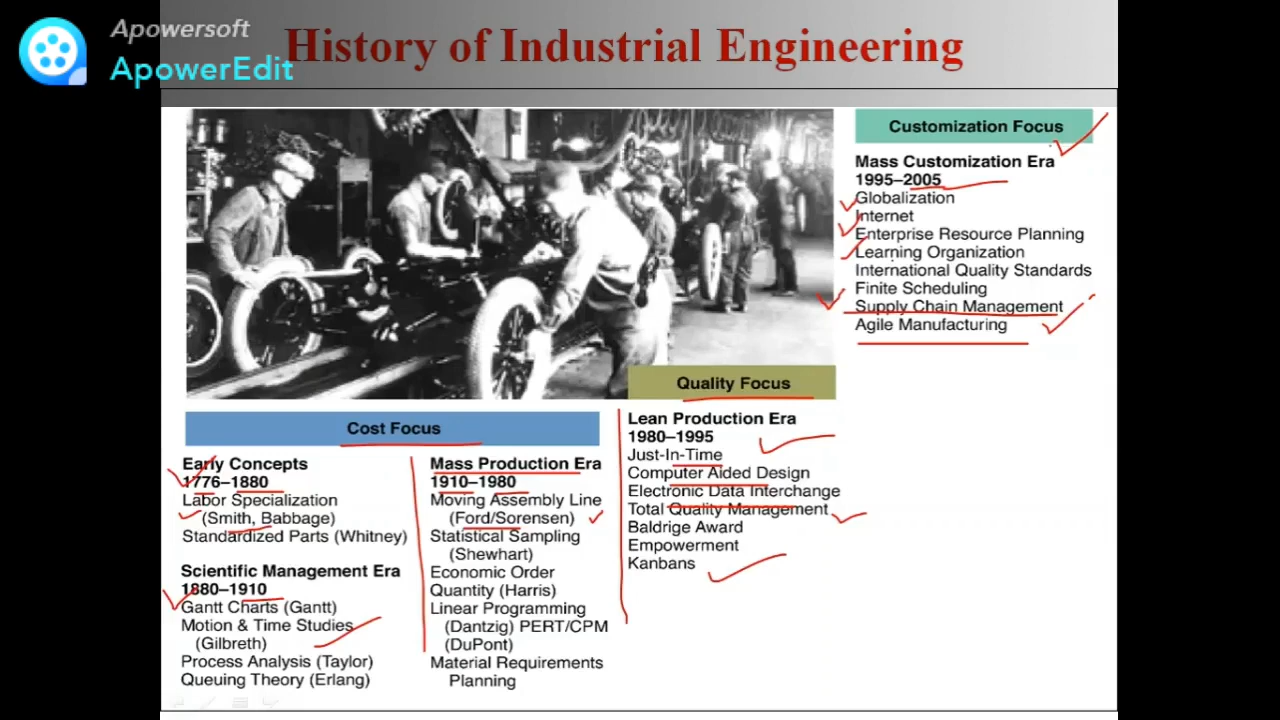 Apowersoft
ApowerEdit
History of Industrial Engineering
Customization Focus
Mass Customization Era
1995–2005
Globalization
Internet
Enterprise Resource Planning
Learning Organization
International Quality Standards
Finite Scheduling
Supply Chain Management
Agile Manufacturing
Quality Focus
Lean Production Era
1980–1995
Just-In-Time
Computer Aided Design
Electronic Data Interchange
Total Quality Management
Baldrige Award
Empowerment
Kanbans
Cost Focus
Early Concepts
1776–1880
Labor Specialization
(Smith, Babbage)
Standardized Parts (Whitney)
Scientific Management Era
1880–1910
Gantt Charts (Gantt)
Motion & Time Studies
(Gilbreth)
Process Analysis (Taylor)
Queuing Theory (Erlang)
Mass Production Era
1910–1980
Moving Assembly Line
(Ford/Sorensen)
Statistical Sampling
(Shewhart)
Economic Order
Quantity (Harris)
Linear Programming
(Dantzig) PERT/CPM
(DuPont)
Material Requirements
Planning